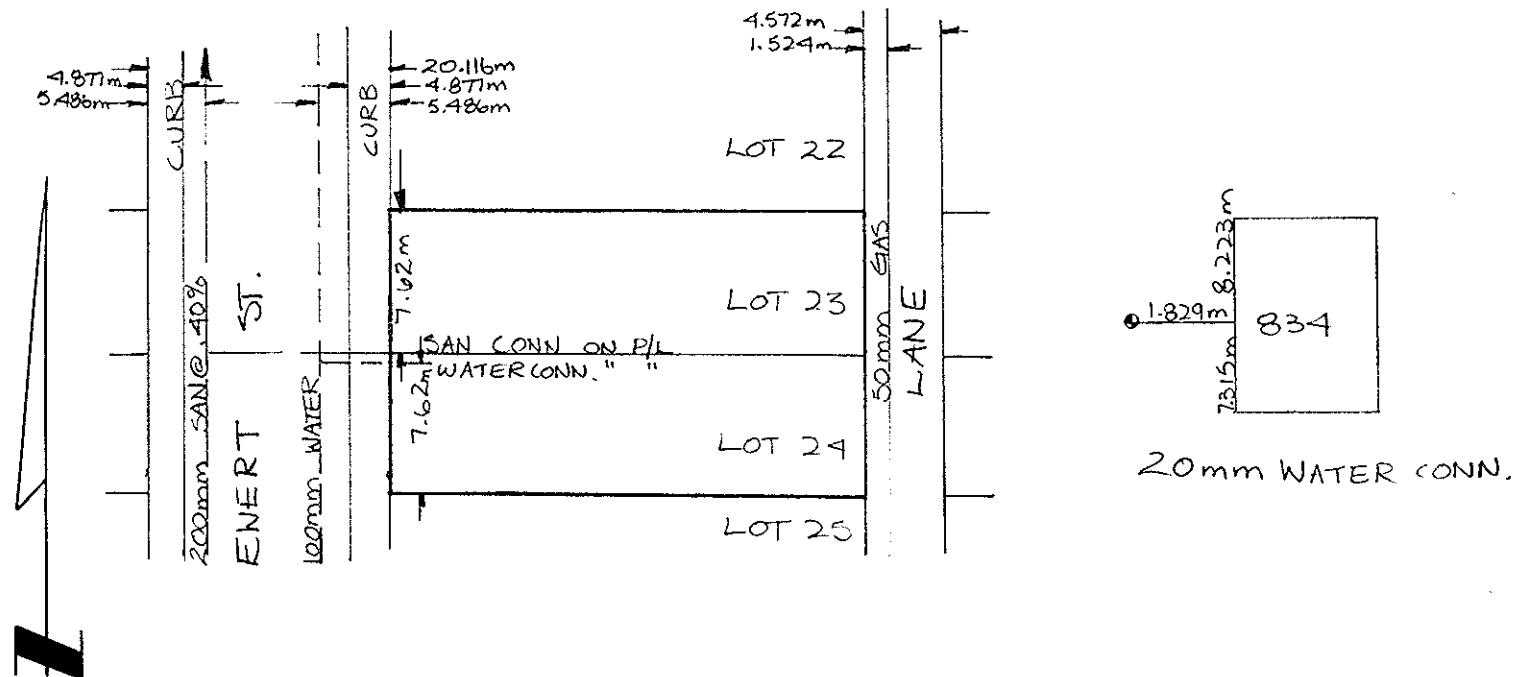 4.572m
1.524m
20.116m
4.877m
4.877m
5.486m
5.486m
CURB
CURB
LOT 22
7.62m
LOT 23
SAN CONN ON P/L
WATER CONN. " "
7.62m
LOT 24
LOT 25
200mm SAN @ .40%
EWERT ST.
100mm WATER
50mm GAS
LANE
8.223m
1.829m
834
7.315m
20mm WATER CONN.
N